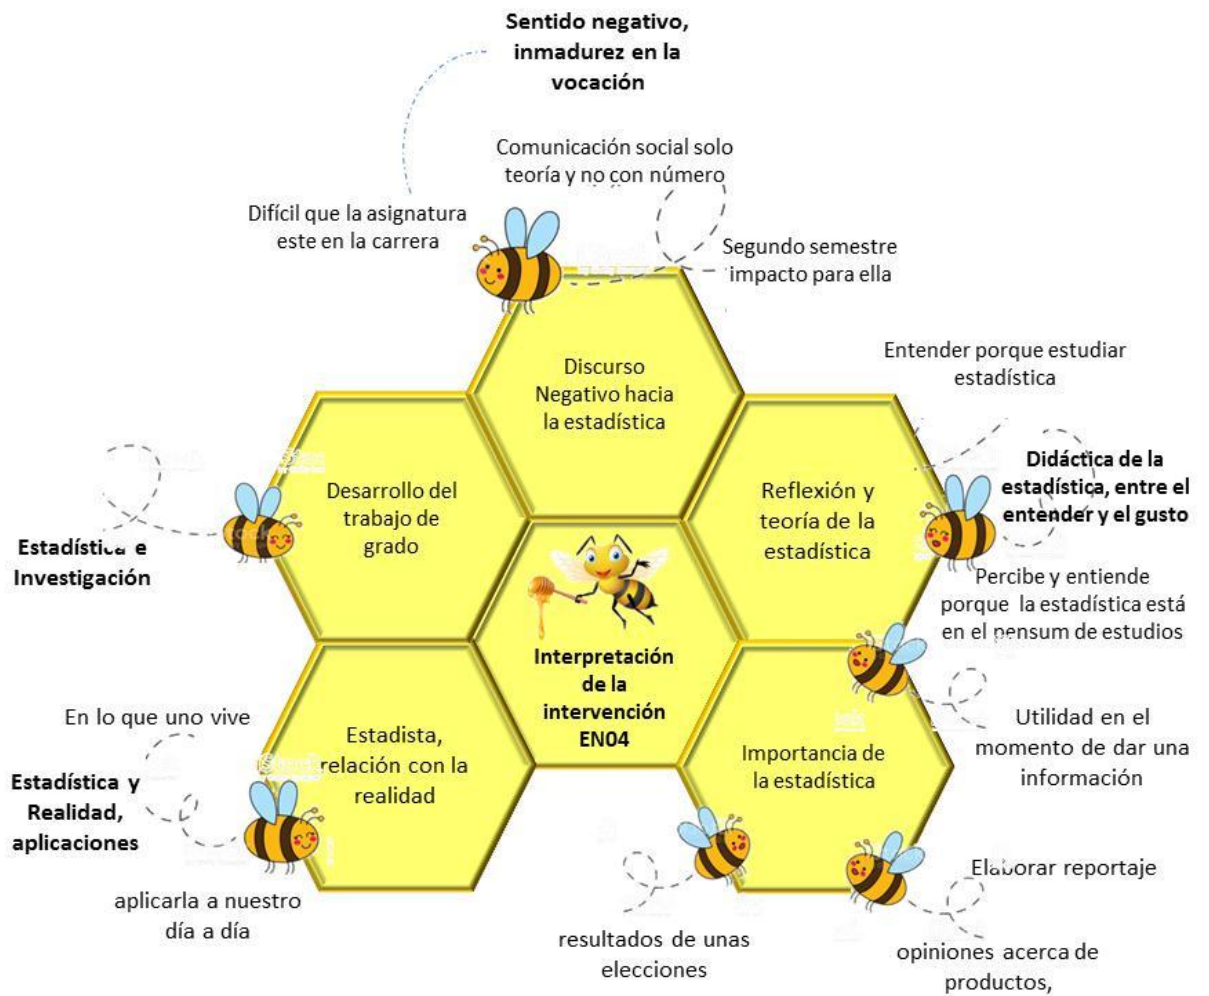 Sentido negativo,
inmadurez en la
vocación
Comunicación social solo
teoría y no con número
Difícil que la asignatura
este en la carrera
Segundo semestre
impacto para ella
Discurso
Negativo hacia
la estadística
Entender porque estudiar
estadística
Didáctica de la
estadística, entre el
entender y el gusto
Reflexión y
teoría de la
estadística
Percibe y entiende
porque la estadística está
en el pensum de estudios
Desarrollo del
trabajo de
grado
Estadística e
Investigación
Interpretación
de la
intervención
EN04
En lo que uno vive
Estadística y
Realidad,
aplicaciones
Estadista,
relación con la
realidad
aplicarla a nuestro
día a día
Importancia de
la estadística
Utilidad en el
momento de dar una
información
Elaborar reportaje
resultados de unas
elecciones
opiniones acerca de
productos,